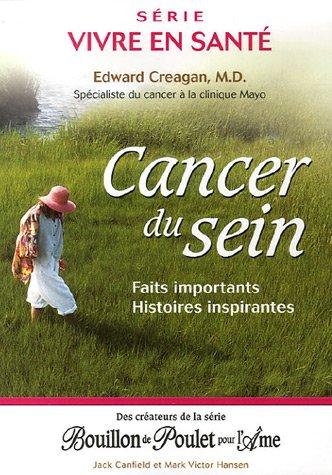 SÉRIE
VIVRE EN SANTÉ
Edward Creagan, M.D.
Spécialiste du cancer à la clinique Mayo
Cancer
du sein
Faits importants
Histoires inspirantes
Des créateurs de la série
Bouillon de Poulet pour l'Âme
Jack Canfield et Mark Victor Hansen